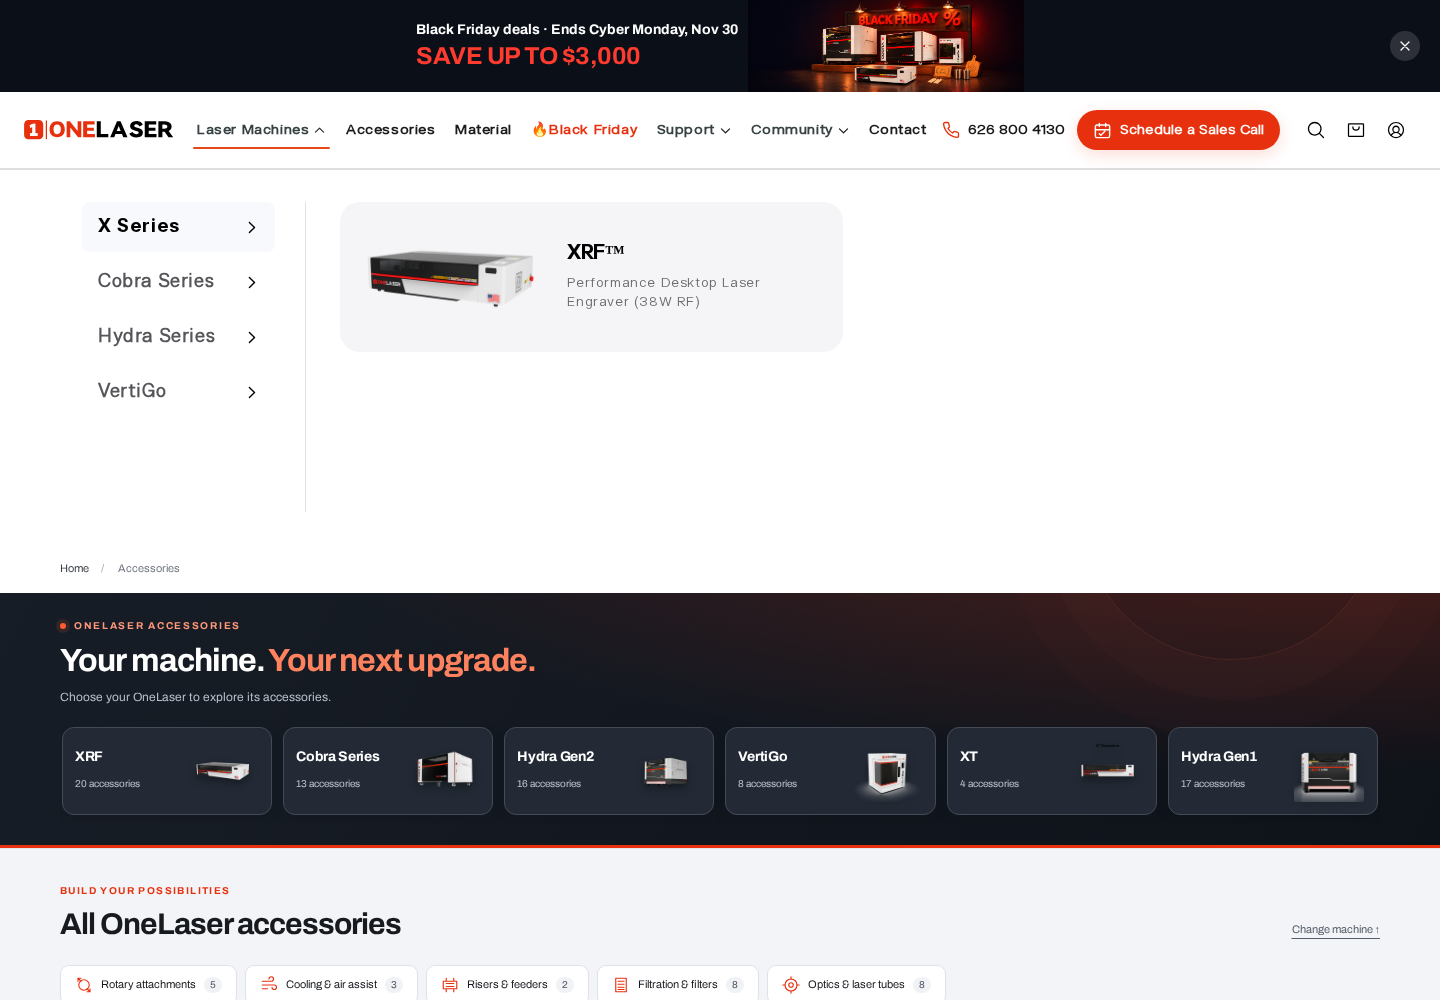 Black Friday deals · Ends Cyber Monday, Nov 30
SAVE UP TO $3,000
BLACK FRIDAY %
1 ONELASER
Laser Machines
Accessories
Material
🔥Black Friday
Support
Community
Contact
626 800 4130
Schedule a Sales Call
X Series
Cobra Series
Hydra Series
VertiGo
XRF™
Performance Desktop Laser
Engraver (38W RF)
Home / Accessories
ONELASER ACCESSORIES
Your machine. Your next upgrade.
Choose your OneLaser to explore its accessories.
XRF
20 accessories
Cobra Series
13 accessories
Hydra Gen2
16 accessories
VertiGo
8 accessories
XT
4 accessories
Hydra Gen1
17 accessories
BUILD YOUR POSSIBILITIES
All OneLaser accessories
Change machine ↑
Rotary attachments 5
Cooling & air assist 3
Risers & feeders 2
Filtration & filters 8
Optics & laser tubes 8